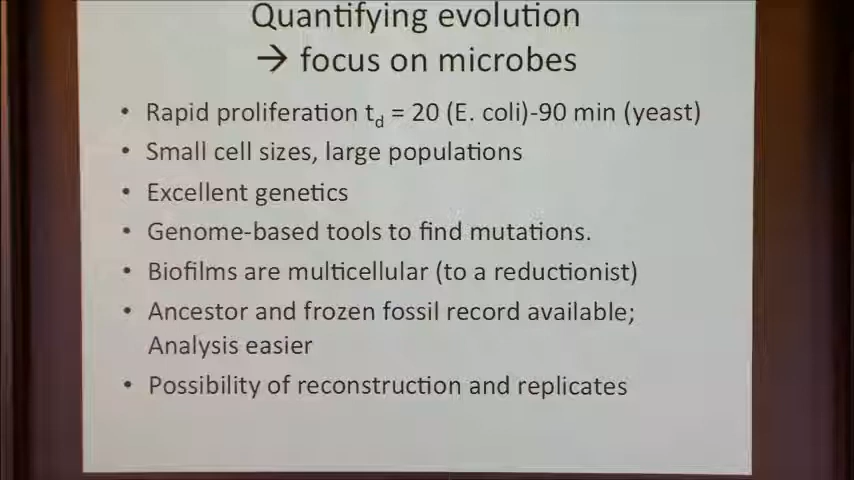 Quantifying evolution
→ focus on microbes
• Rapid proliferation td = 20 (E. coli)-90 min (yeast)
• Small cell sizes, large populations
• Excellent genetics
• Genome-based tools to find mutations.
• Biofilms are multicellular (to a reductionist)
• Ancestor and frozen fossil record available;
Analysis easier
• Possibility of reconstruction and replicates